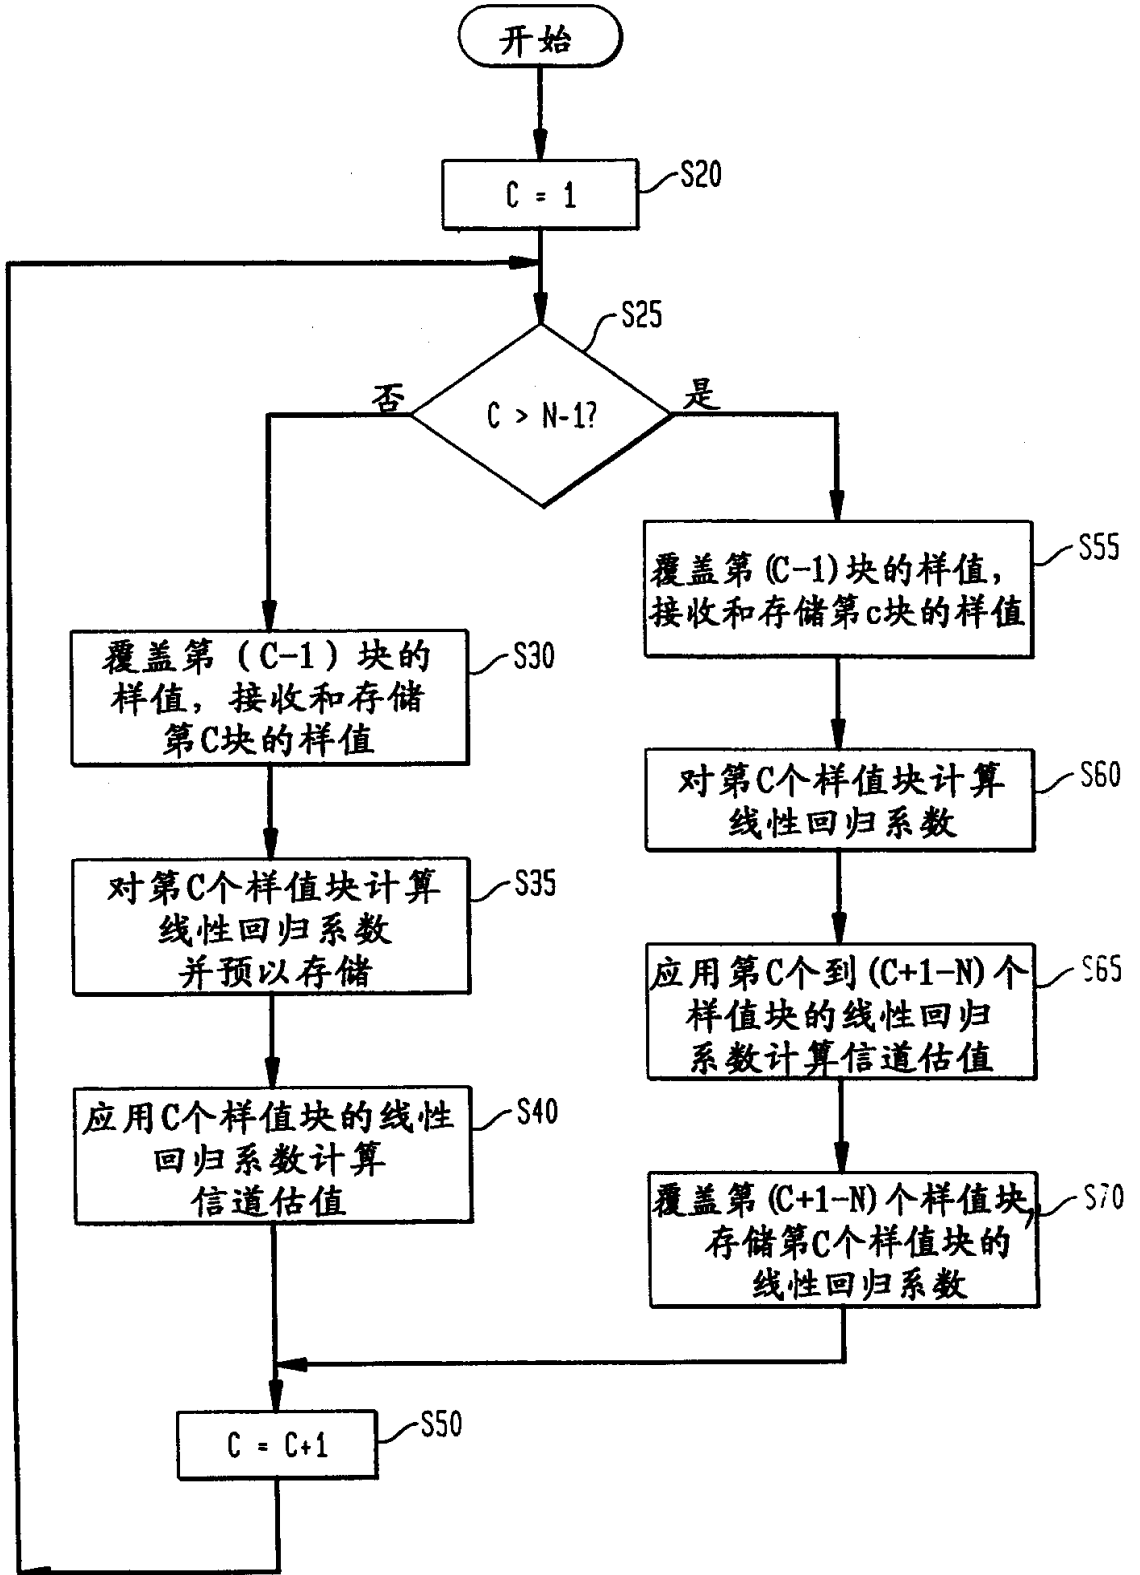 开始
C = 1
S20
S25
C > N-1?
否
是
覆盖第(C-1)块的样值,
接收和存储第c块的样值
S55
覆盖第(C-1)块的
样值,接收和存储
第C块的样值
S30
对第C个样值块计算
线性回归系数
S60
对第C个样值块计算
线性回归系数
并预以存储
S35
应用第C个到(C+1-N)个
样值块的线性回归
系数计算信道估值
S65
应用C个样值块的线性
回归系数计算
信道估值
S40
覆盖第(C+1-N)个样值块,
存储第C个样值块的
线性回归系数
S70
C = C+1
S50